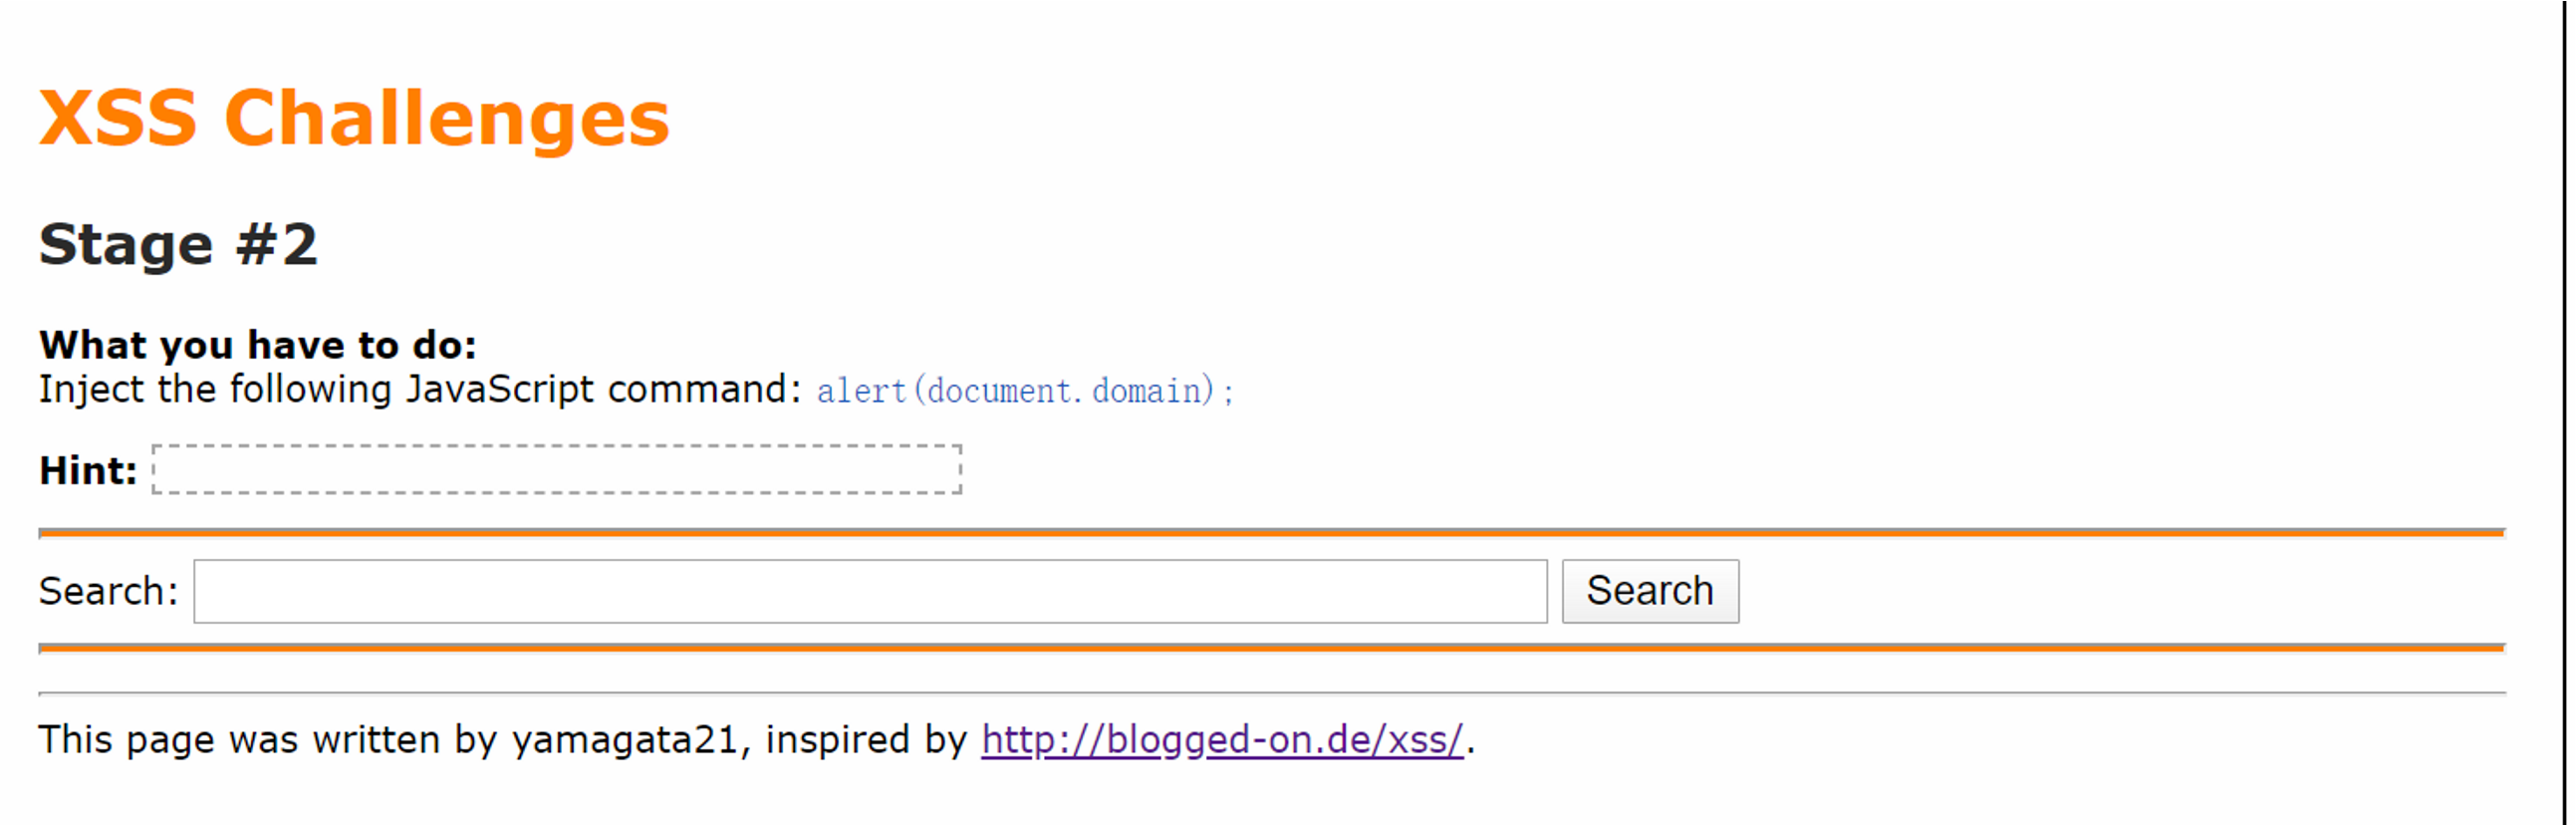 XSS Challenges
Stage #2
What you have to do:
Inject the following JavaScript command: alert(document.domain);
Hint:
Search: Search
This page was written by yamagata21, inspired by http://blogged-on.de/xss/.